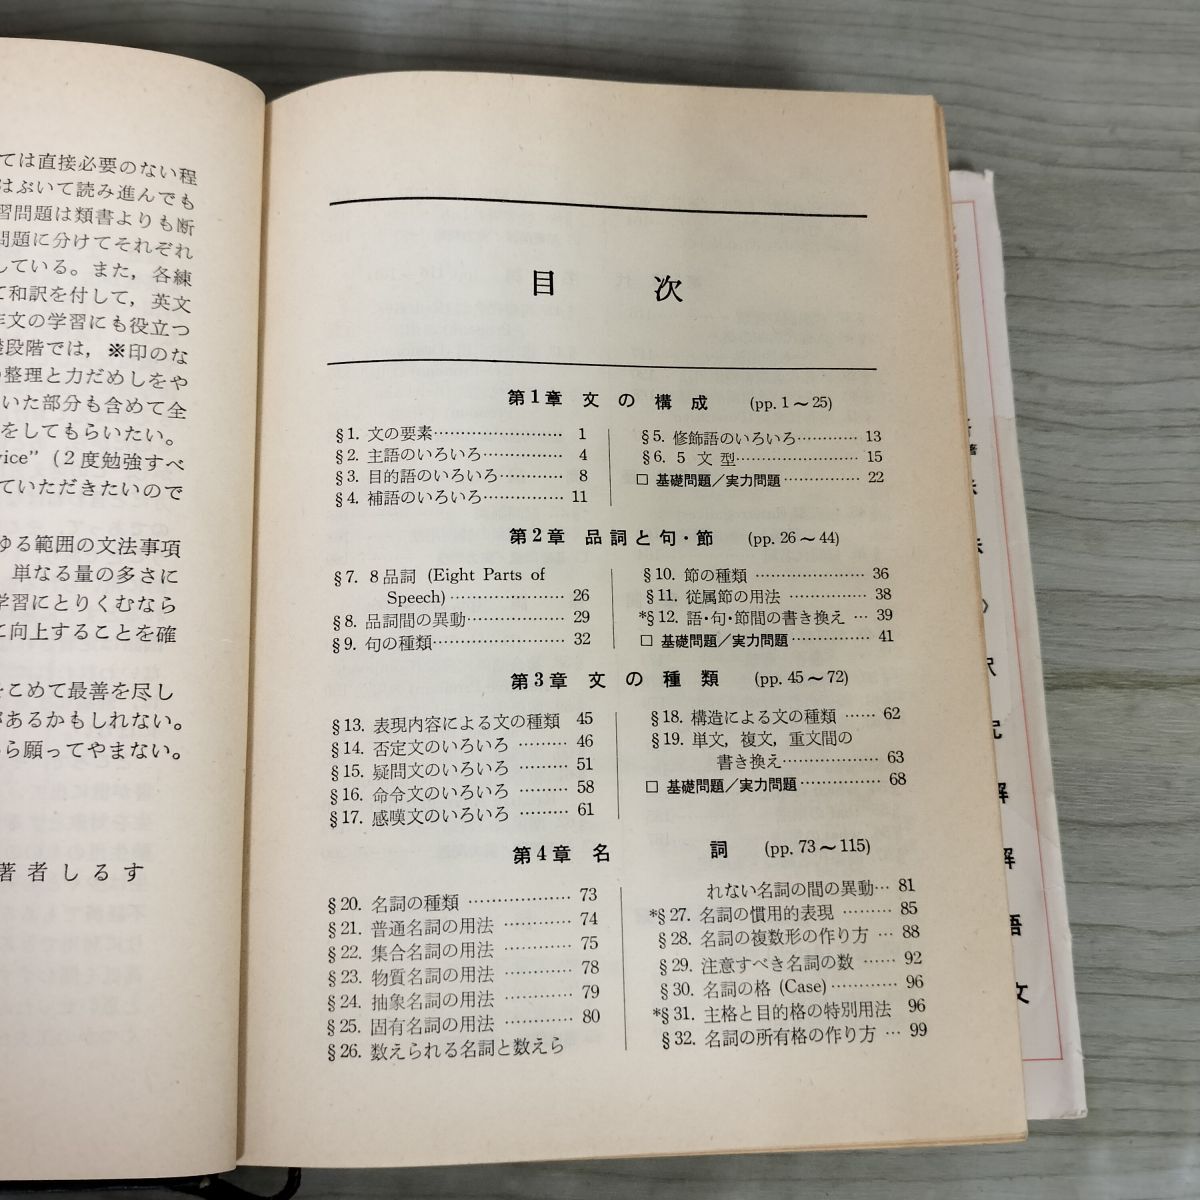 ては直接必要のない程
はぶいて読み進んでも
習問題は類書よりも断
問題に分けてそれぞれ
している。また，各練
て和訳を付して，英文
作文の学習にも役立つ
段階では，※印のな
整理と力だめしをや
いた部分も含めて全
をしてもらいたい。
vice" (２度勉強すべ
ていただきたいので
ゆる範囲の文法事項
単なる量の多さに
学習にとりくむなら
て向上することを確
をこめて最善を尽し
があるかもしれない。
ら願ってやまない。
著者しるす
目次
第1章 文の構成 (pp. 1～25)
§1. 文の要素…………………… 1
§2. 主語のいろいろ…………… 4
§3. 目的語のいろいろ………… 8
§4. 補語のいろいろ…………… 11
§5. 修飾語のいろいろ………… 13
§6. 5 文 型…………………… 15
□ 基礎問題／実力問題………… 22
第2章 品詞と句・節 (pp. 26～44)
§7. 8品詞 (Eight Parts of
Speech)………………… 26
§8. 品詞間の異動……………… 29
§9. 句の種類…………………… 32
§10. 節の種類 ………………… 36
§11. 従属節の用法 …………… 38
*§12. 語・句・節間の書き換え … 39
□ 基礎問題／実力問題………… 41
第3章 文の種類 (pp. 45～72)
§13. 表現内容による文の種類 45
§14. 否定文のいろいろ ……… 46
§15. 疑問文のいろいろ ……… 51
§16. 命令文のいろいろ ……… 58
§17. 感嘆文のいろいろ ……… 61
§18. 構造による文の種類 …… 62
§19. 単文，複文，重文間の
書き換え……………… 63
□ 基礎問題／実力問題………… 68
第4章 名詞 (pp. 73～115)
§20. 名詞の種類 ……………… 73
§21. 普通名詞の用法 ………… 74
§22. 集合名詞の用法 ………… 75
§23. 物質名詞の用法 ………… 78
§24. 抽象名詞の用法 ………… 79
§25. 固有名詞の用法 ………… 80
§26. 数えられる名詞と数えら
れない名詞の間の異動… 81
*§27. 名詞の慣用的表現 ……… 85
§28. 名詞の複数形の作り方 … 88
§29. 注意すべき名詞の数 …… 92
§30. 名詞の格 (Case)………… 96
*§31. 主格と目的格の特別用法 96
§32. 名詞の所有格の作り方 … 99